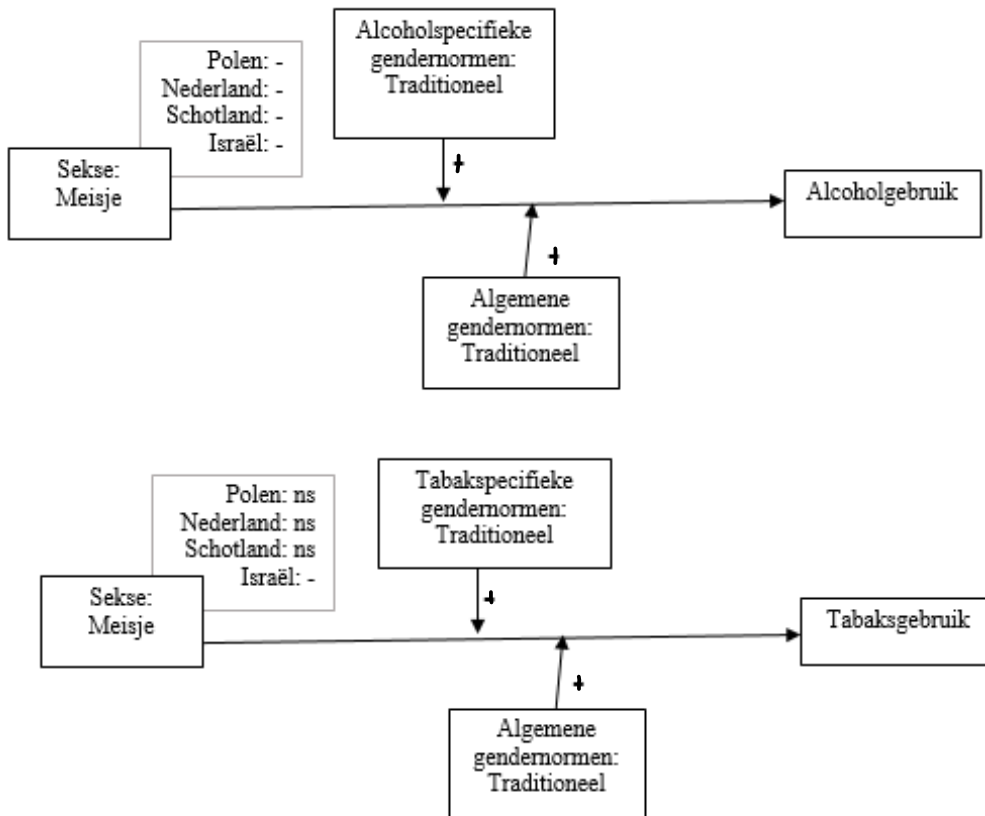 Polen: -
Nederland: -
Schotland: -
Israël: -
Alcoholspecifieke
gendernormen:
Traditioneel
Sekse:
Meisje
+
Alcoholgebruik
+
Algemene
gendernormen:
Traditioneel
Polen: ns
Nederland: ns
Schotland: ns
Israël: -
Tabakspecifieke
gendernormen:
Traditioneel
Sekse:
Meisje
+
Tabaksgebruik
+
Algemene
gendernormen:
Traditioneel